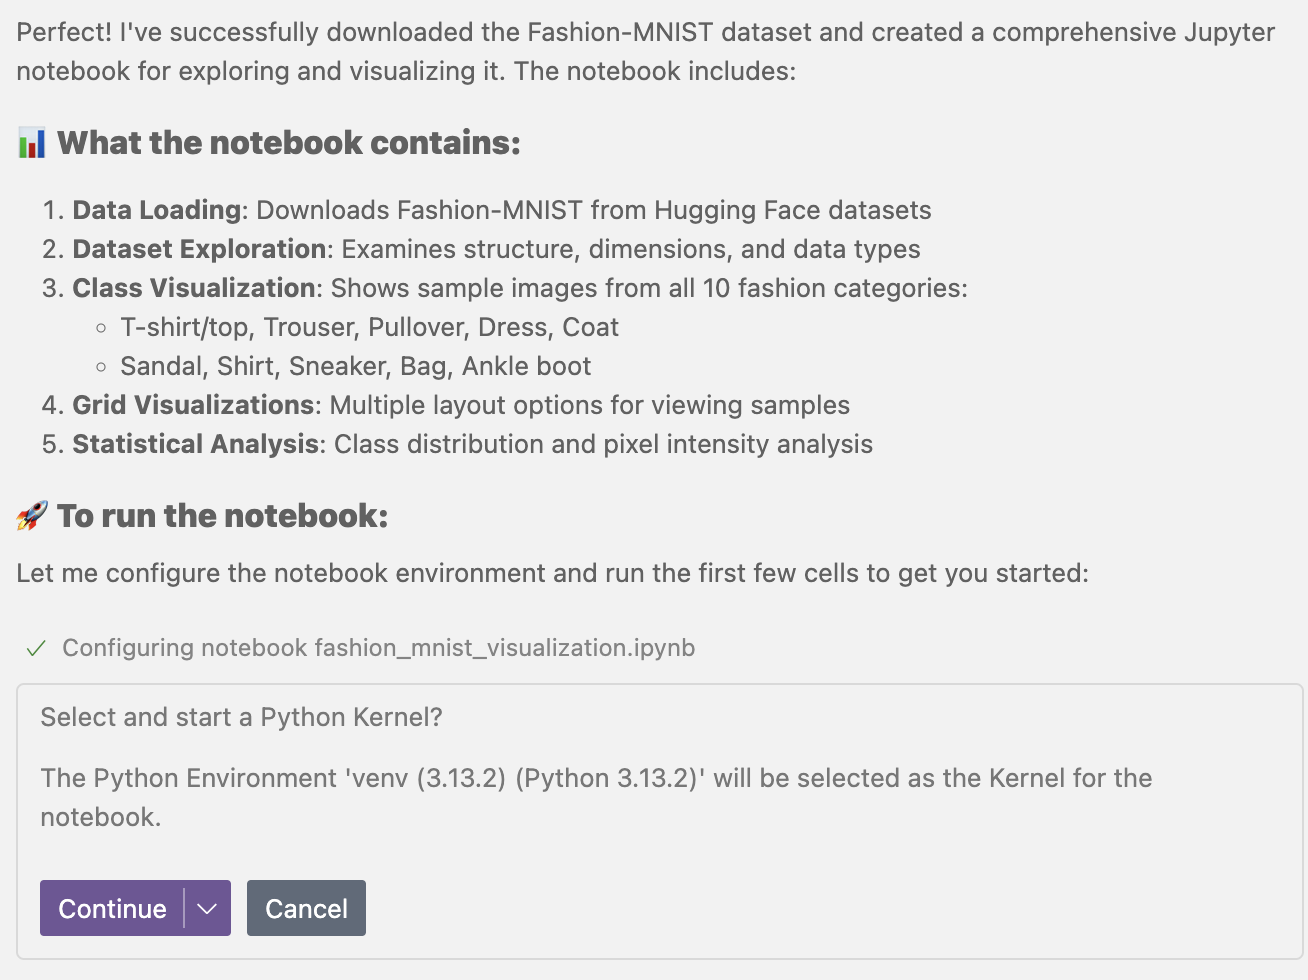 Perfect! I've successfully downloaded the Fashion-MNIST dataset and created a comprehensive Jupyter
notebook for exploring and visualizing it. The notebook includes:
📊 What the notebook contains:
1. Data Loading: Downloads Fashion-MNIST from Hugging Face datasets
2. Dataset Exploration: Examines structure, dimensions, and data types
3. Class Visualization: Shows sample images from all 10 fashion categories:
◦ T-shirt/top, Trouser, Pullover, Dress, Coat
◦ Sandal, Shirt, Sneaker, Bag, Ankle boot
4. Grid Visualizations: Multiple layout options for viewing samples
5. Statistical Analysis: Class distribution and pixel intensity analysis
🚀 To run the notebook:
Let me configure the notebook environment and run the first few cells to get you started:
✓ Configuring notebook fashion_mnist_visualization.ipynb
Select and start a Python Kernel?
The Python Environment 'venv (3.13.2) (Python 3.13.2)' will be selected as the Kernel for the
notebook.
Continue Cancel